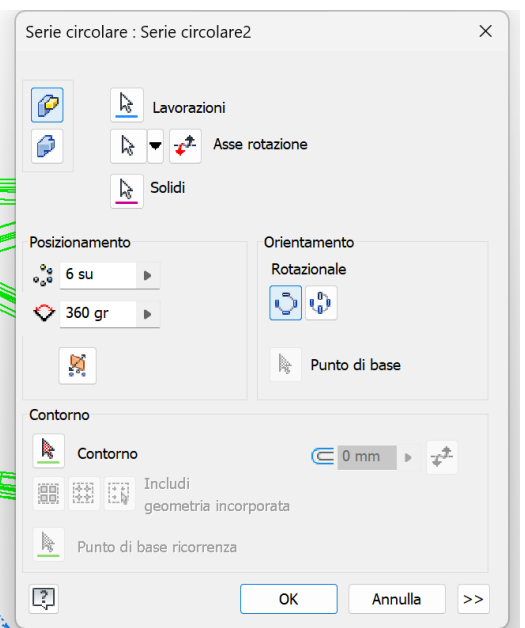 Serie circolare : Serie circolare2
Lavorazioni
Asse rotazione
Solidi
Posizionamento
6 su
360 gr
Orientamento
Rotazionale
Punto di base
Contorno
Contorno
0 mm
Includi
geometria incorporata
Punto di base ricorrenza
?
OK
Annulla
>>